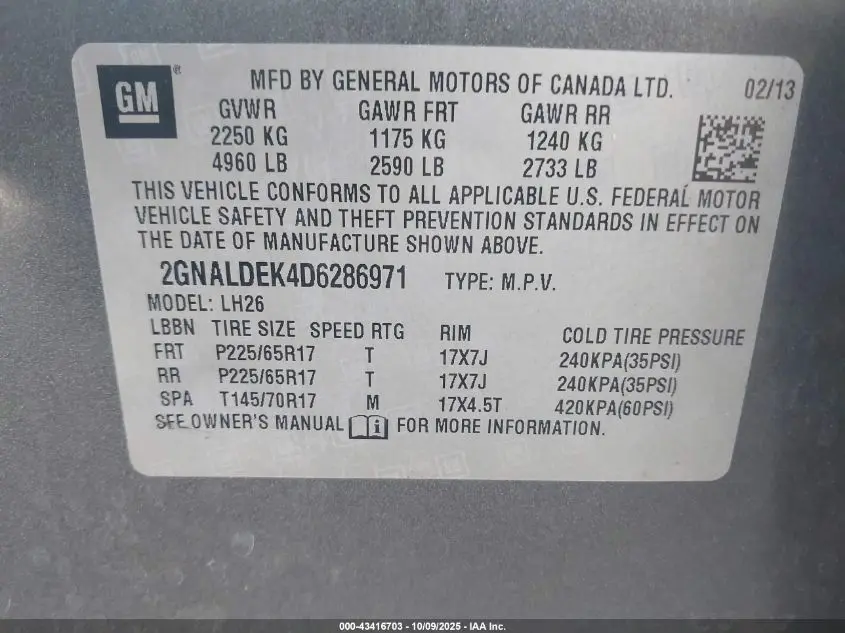 GM ® MFD BY GENERAL MOTORS OF CANADA LTD. 02/13
GVWR GAWR FRT GAWR RR
2250 KG 1175 KG 1240 KG
4960 LB 2590 LB 2733 LB
THIS VEHICLE CONFORMS TO ALL APPLICABLE U.S. FEDERAL MOTOR
VEHICLE SAFETY AND THEFT PREVENTION STANDARDS IN EFFECT ON
THE DATE OF MANUFACTURE SHOWN ABOVE.
2GNALDEK4D6286971 TYPE: M.P.V.
MODEL: LH26
LBBN TIRE SIZE SPEED RTG RIM COLD TIRE PRESSURE
FRT P225/65R17 T 17X7J 240KPA(35PSI)
RR P225/65R17 T 17X7J 240KPA(35PSI)
SPA T145/70R17 M 17X4.5T 420KPA(60PSI)
SEE OWNER'S MANUAL i FOR MORE INFORMATION.
000-43416703 - 10/09/2025 - IAA Inc.